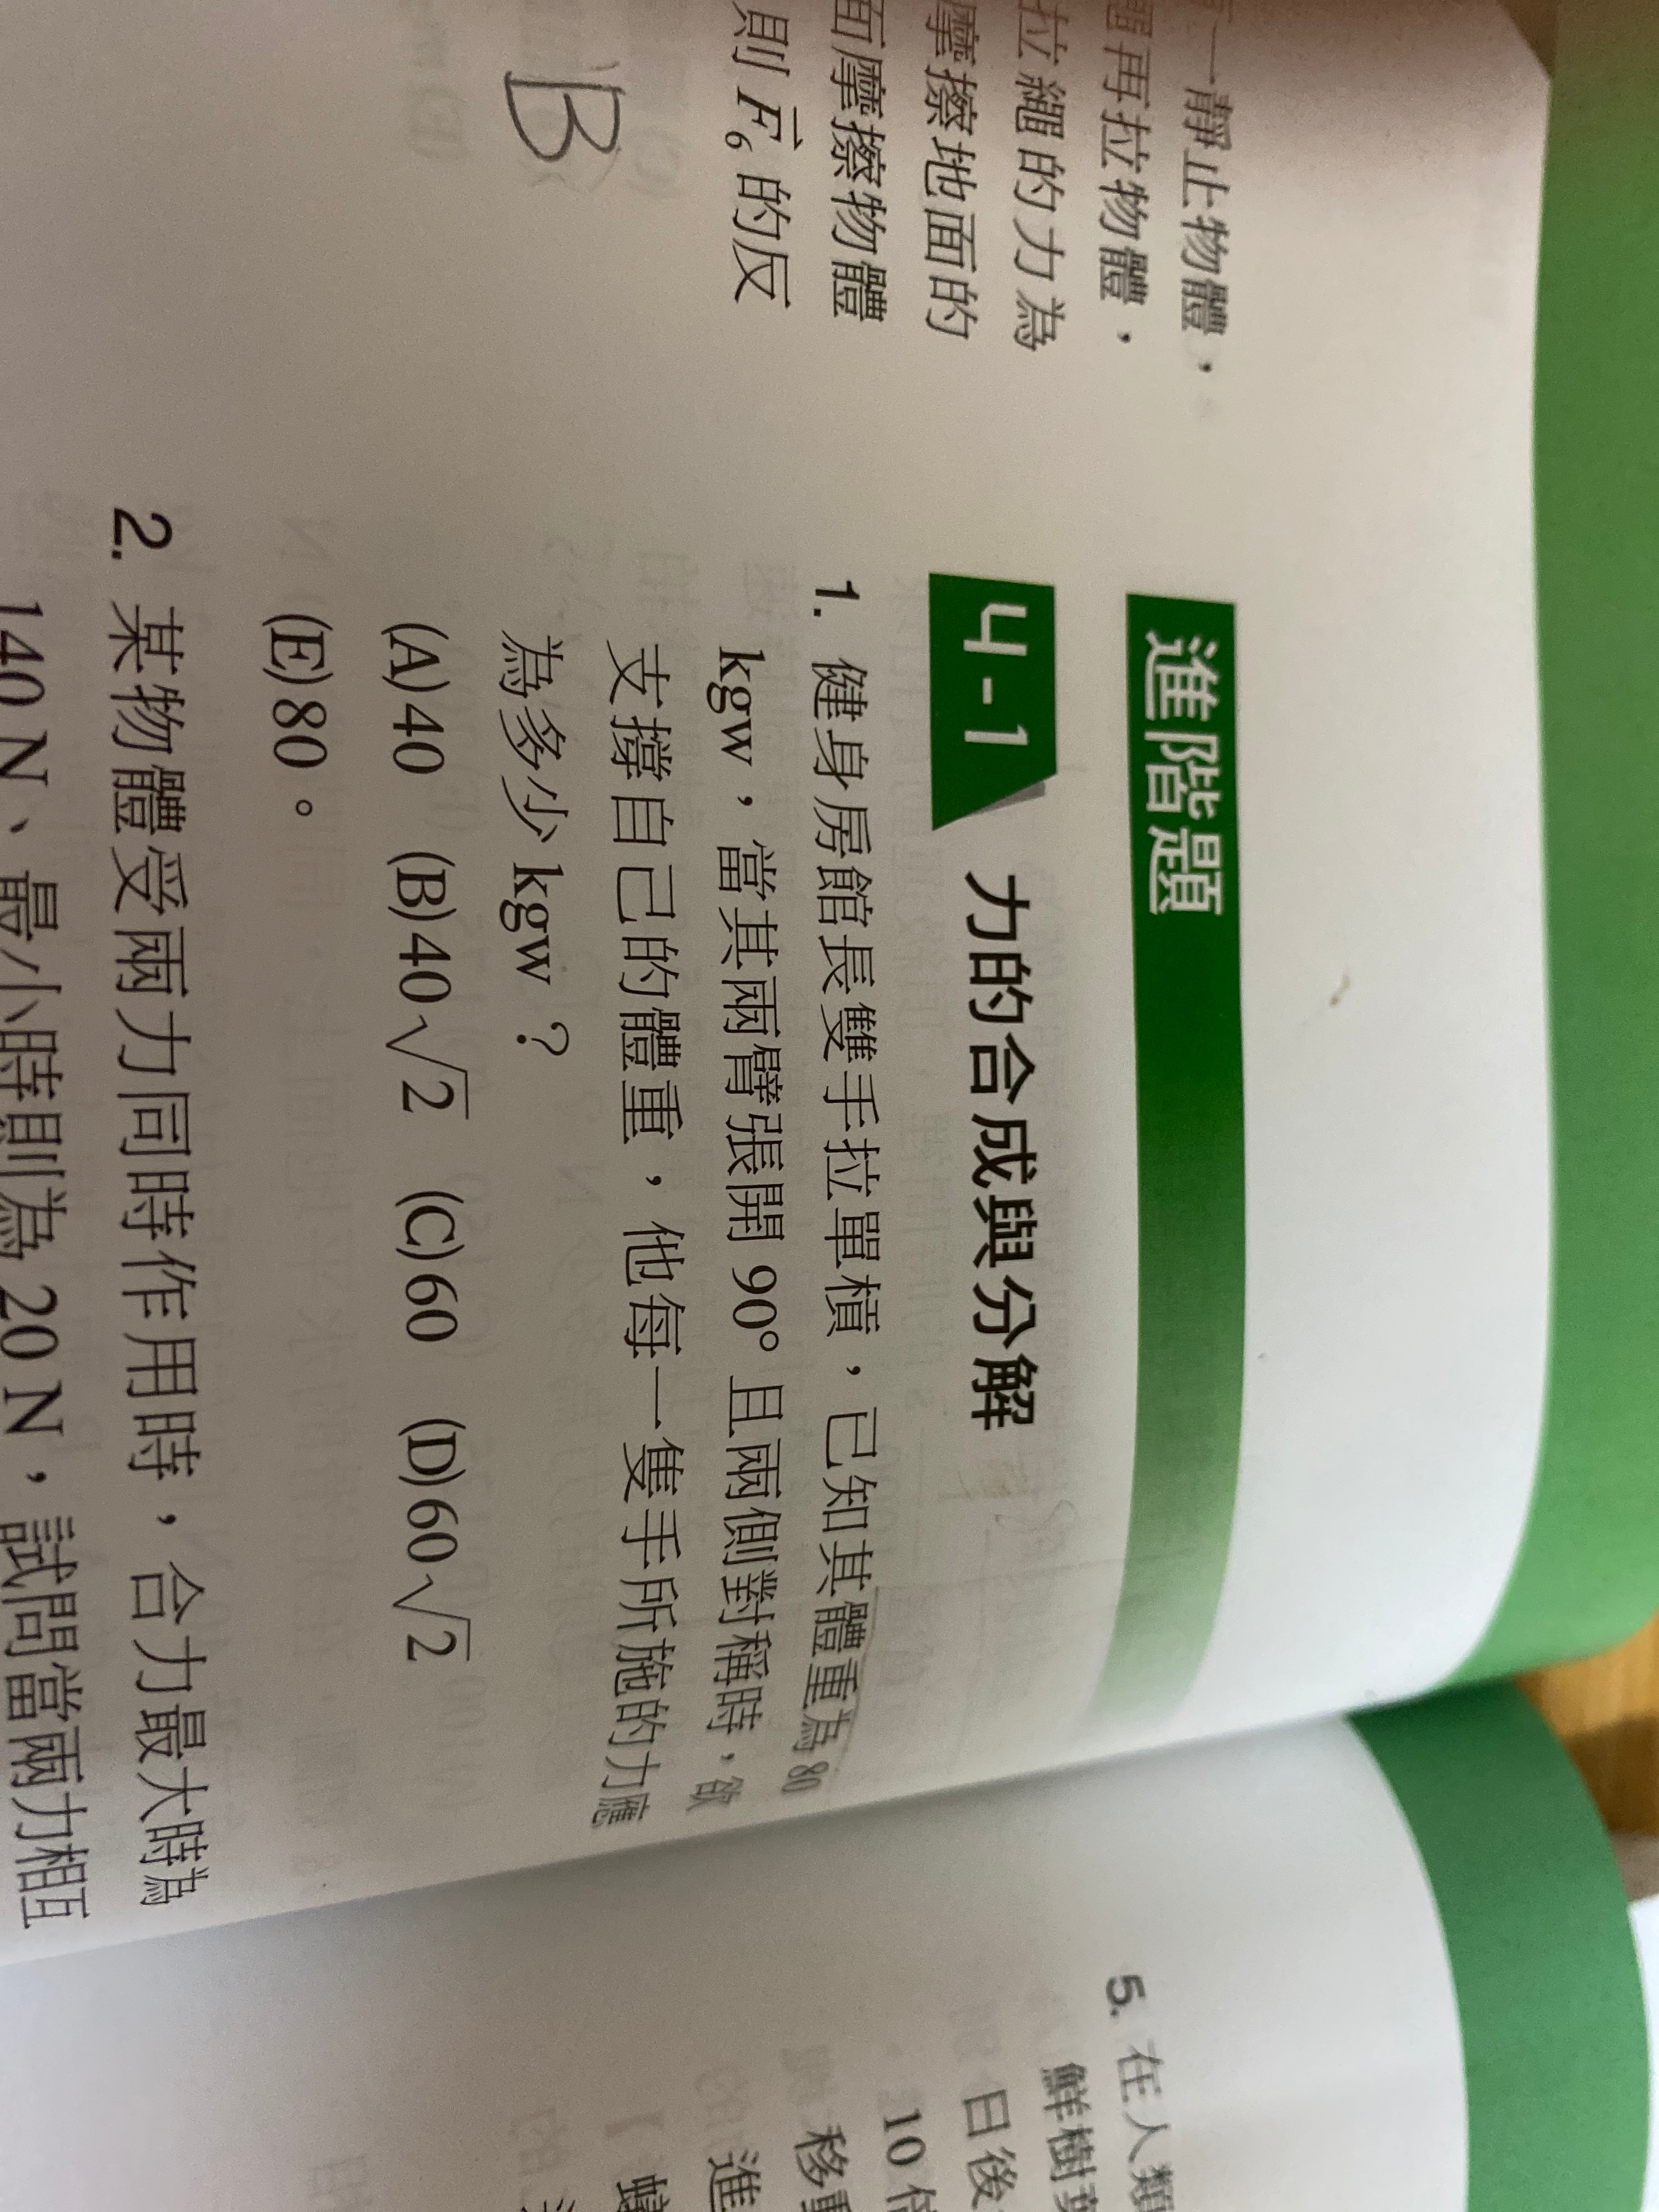 一靜止物體，
再拉物體，
拉繩的力為
摩擦地面的
面摩擦物體
則 F⃗₆ 的反
B
進階題
4-1 力的合成與分解
1. 健身房館長雙手拉單槓，已知其體重為 80
kgw，當其兩臂張開 90° 且兩側對稱時，欲
支撐自己的體重，他每一隻手所施的力應
為多少 kgw？
(A)40 (B)40√2 (C)60 (D)60√2
(E)80。
2. 某物體受兩力同時作用時，合力最大時為
140 N、最小時則為 20 N，試問當兩力相互
5. 在人類
鮮樹
日後
10 倍
移動
進
【